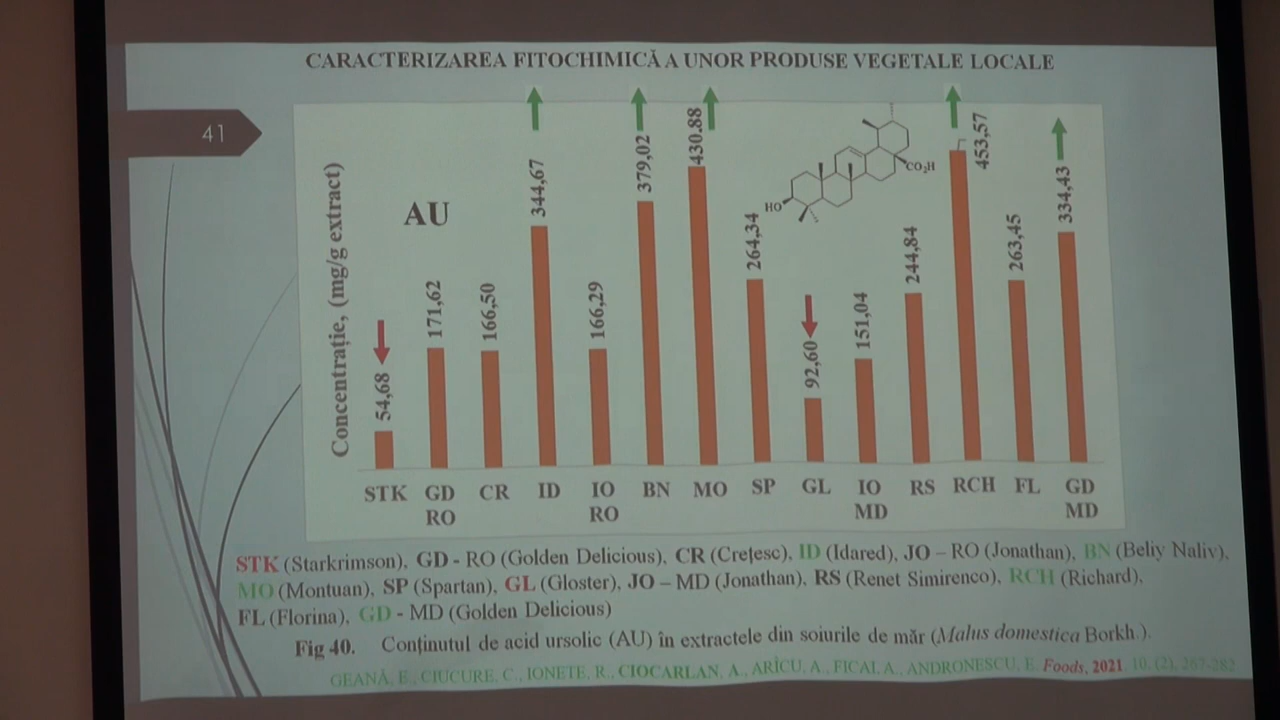 CARACTERIZAREA FITOCHIMICĂ A UNOR PRODUSE VEGETALE LOCALE
41
Concentrație, (mg/g extract)
AU
54,68
171,62
166,50
344,67
166,29
379,02
430.88
264,34
92,60
151,04
244,84
453,57
263,45
334,43
HO
CO₂H
STK GD CR ID IO BN MO SP GL IO RS RCH FL GD
RO RO MD MD
STK (Starkrimson), GD - RO (Golden Delicious), CR (Crețesc), ID (Idared), JO – RO (Jonathan), BN (Beliy Naliv),
MO (Montuan), SP (Spartan), GL (Gloster), JO – MD (Jonathan), RS (Renet Simirenco), RCH (Richard),
FL (Florina), GD - MD (Golden Delicious)
Fig 40. Conținutul de acid ursolic (AU) în extractele din soiurile de măr (Malus domestica Borkh.).
GEANĂ, E., CIUCURE, C., IONETE, R., CIOCARLAN, A., ARÎCU, A., FICAI, A., ANDRONESCU, E. Foods, 2021, 10, (2), 267-282